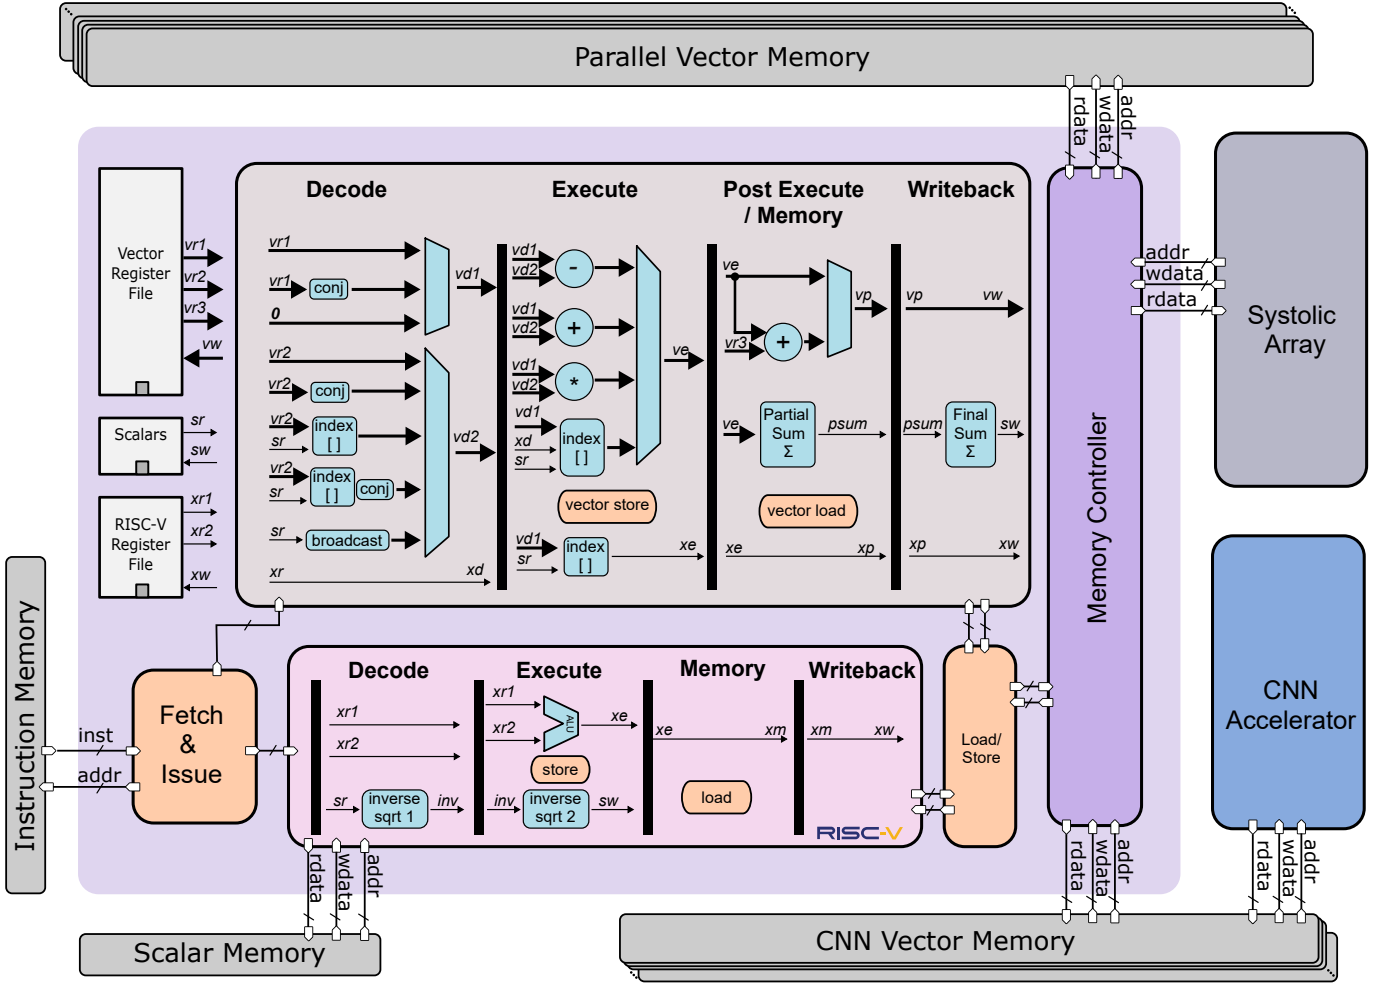 Parallel Vector Memory
rdata
wdata
addr
Vector
Register
File
vr1
vr2
vr3
vw
Scalars
sr
sw
RISC-V
Register
File
xr1
xr2
xw
Decode
Execute
Post Execute
/ Memory
Writeback
vr1
vr1
conj
0
vd1
vr2
vr2
conj
vr2
sr
index
[ ]
vr2
sr
index
[ ]
conj
sr
broadcast
vd2
xr
xd
vd1
vd2
-
vd1
vd2
+
vd1
vd2
*
vd1
xd
sr
index
[ ]
ve
vector store
vd1
sr
index
[ ]
xe
ve
vr3
+
vp
ve
Partial
Sum
Σ
psum
vector load
xe
xp
vp
vw
psum
Final
Sum
Σ
sw
xp
xw
Memory Controller
addr
wdata
rdata
Systolic
Array
CNN
Accelerator
Instruction Memory
inst
addr
Fetch
&
Issue
Decode
Execute
Memory
Writeback
xr1
xr2
sr
inverse
sqrt 1
inv
xr1
xr2
ALU
xe
store
inv
inverse
sqrt 2
sw
xe
xm
load
xm
xw
RISC-V
Load/
Store
rdata
wdata
addr
Scalar Memory
rdata
wdata
addr
rdata
wdata
addr
CNN Vector Memory